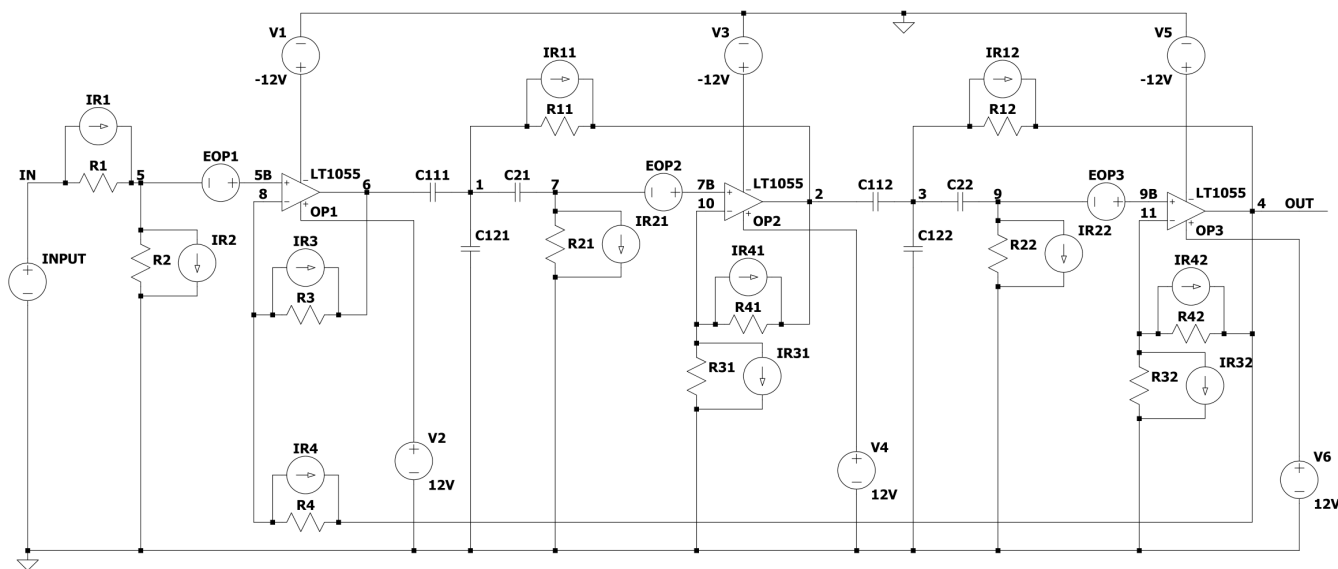 V1
V3
V5
-12V
-12V
-12V
IR11
IR12
R11
R12
IR1
R1
IN
5
EOP1
5B
8
+
−
LT1055
6
OP1
C111
1
C21
7
EOP2
7B
10
LT1055
2
OP2
C112
3
C22
9
EOP3
9B
11
LT1055
4
OUT
OP3
R2
IR2
IR3
R3
C121
R21
IR21
IR41
R41
R31
IR31
C122
R22
IR22
IR42
R42
R32
IR32
INPUT
IR4
R4
V2
12V
V4
12V
V6
12V